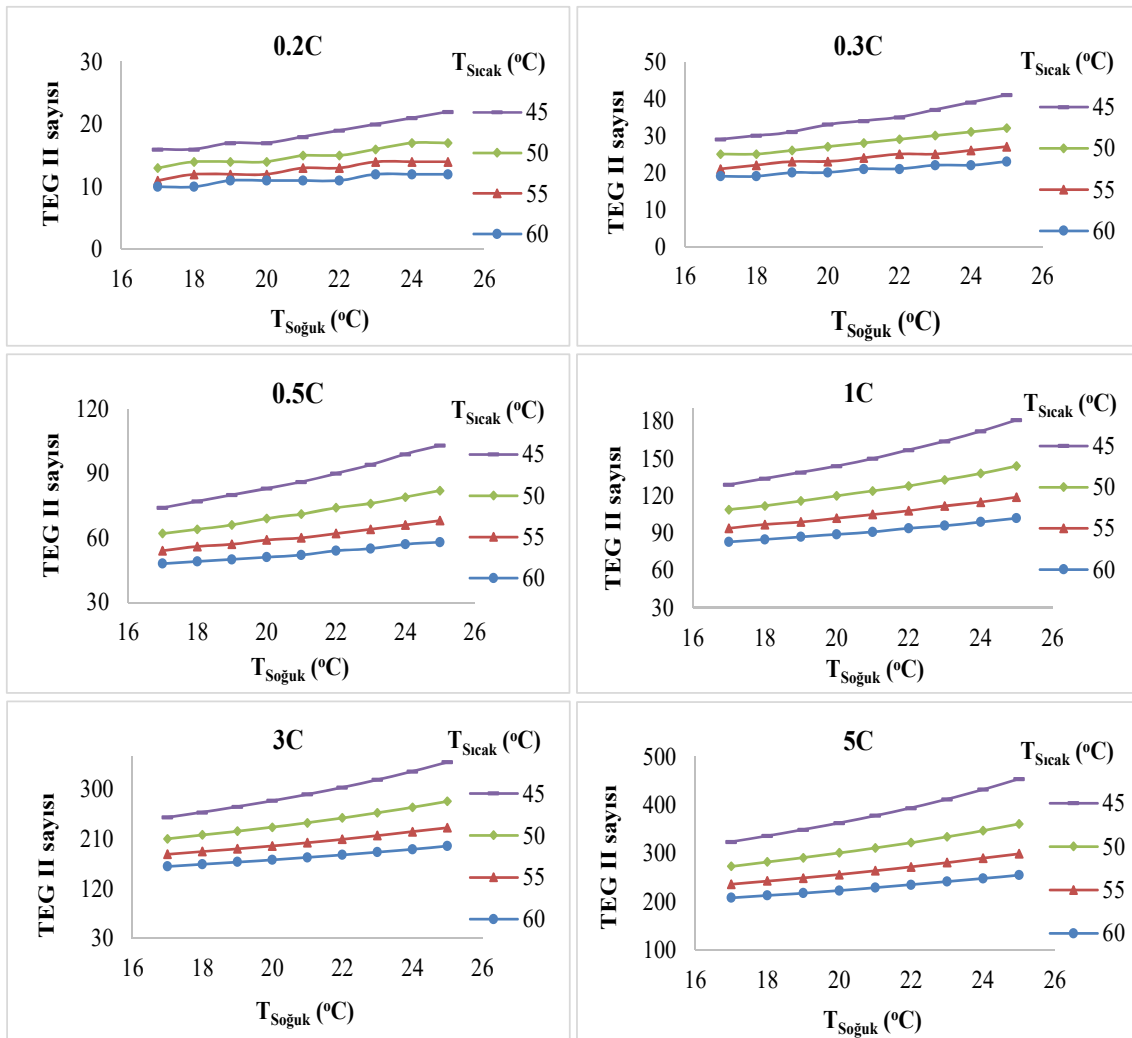 0.2C
TEG II sayısı
30
20
10
0
16 18 20 22 24 26
TSoğuk (oC)
TSıcak (oC)
45
50
55
60
0.3C
TEG II sayısı
50
40
30
20
10
0
16 18 20 22 24 26
TSoğuk (oC)
TSıcak (oC)
45
50
55
60
0.5C
TEG II sayısı
120
90
60
30
16 18 20 22 24 26
TSoğuk (oC)
TSıcak (oC)
45
50
55
60
1C
TEG II sayısı
180
150
120
90
60
30
16 18 20 22 24 26
TSoğuk (oC)
TSıcak (oC)
45
50
55
60
3C
TEG II sayısı
300
210
120
30
16 18 20 22 24 26
TSoğuk (oC)
TSıcak (oC)
45
50
55
60
5C
TEG II sayısı
500
400
300
200
100
16 18 20 22 24 26
TSoğuk (oC)
TSıcak (oC)
45
50
55
60